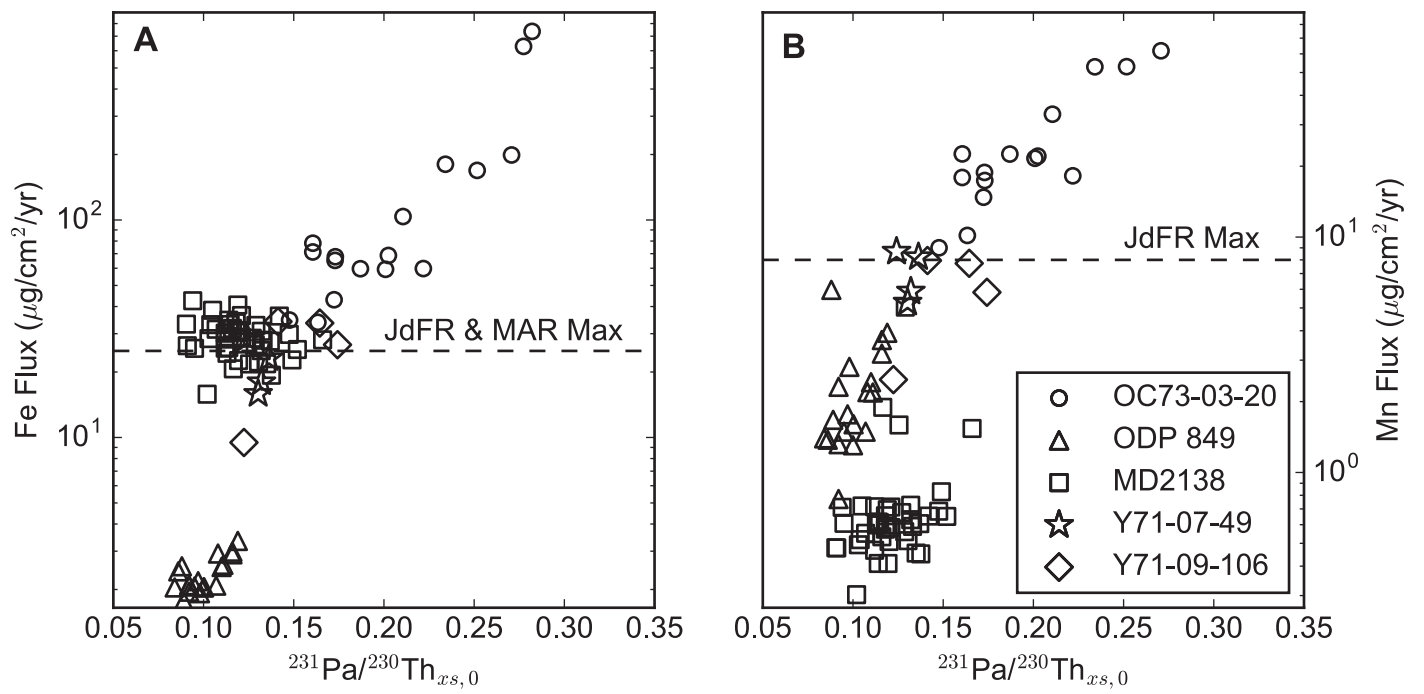 A
Fe Flux (μg/cm²/yr)
10²
10¹
JdFR & MAR Max
0.05 0.10 0.15 0.20 0.25 0.30 0.35
²³¹Pa/²³⁰Th_{xs,0}
B
JdFR Max
OC73-03-20
ODP 849
MD2138
Y71-07-49
Y71-09-106
10¹
10⁰
Mn Flux (μg/cm²/yr)
0.05 0.10 0.15 0.20 0.25 0.30 0.35
²³¹Pa/²³⁰Th_{xs,0}